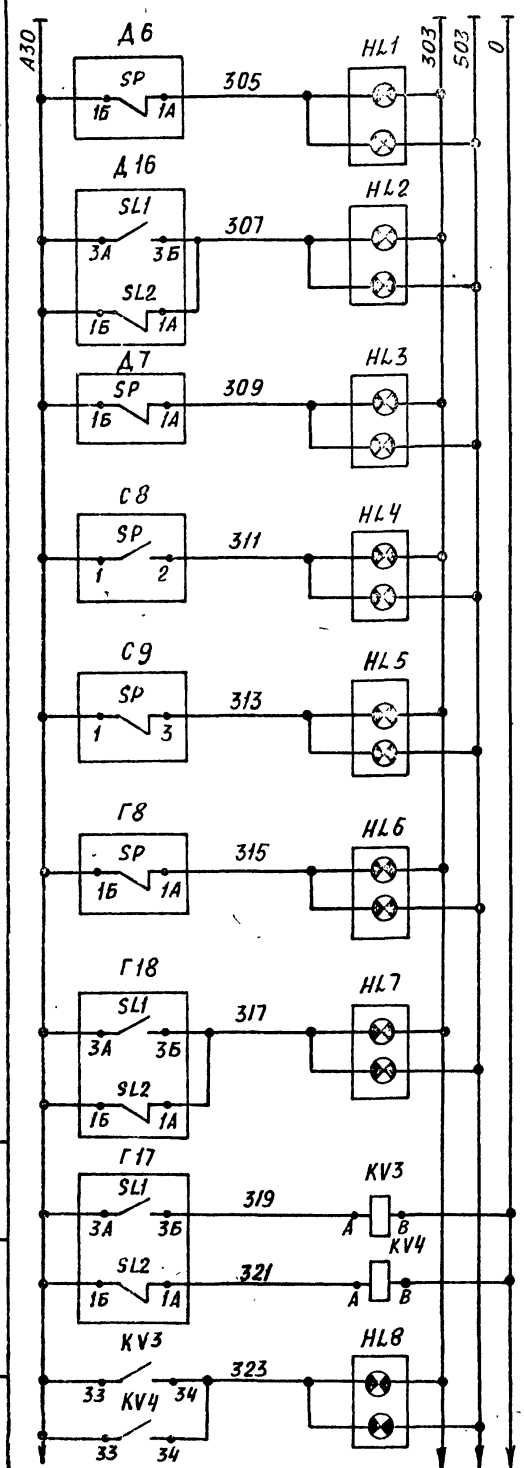 А30
303
503
0
Д6
HL1
SP
305
1Б
1А
Д16
HL2
SL1
307
3А
3Б
SL2
1Б
1А
Д7
HL3
SP
309
1Б
1А
С8
HL4
SP
311
1
2
С9
HL5
SP
313
1
3
Г8
HL6
SP
315
1Б
1А
Г18
HL7
SL1
317
3А
3Б
SL2
1Б
1А
Г17
SL1
319
KV3
3А
3Б
А
В
SL2
321
KV4
1Б
1А
А
В
KV3
HL8
323
33
34
KV4
33
34